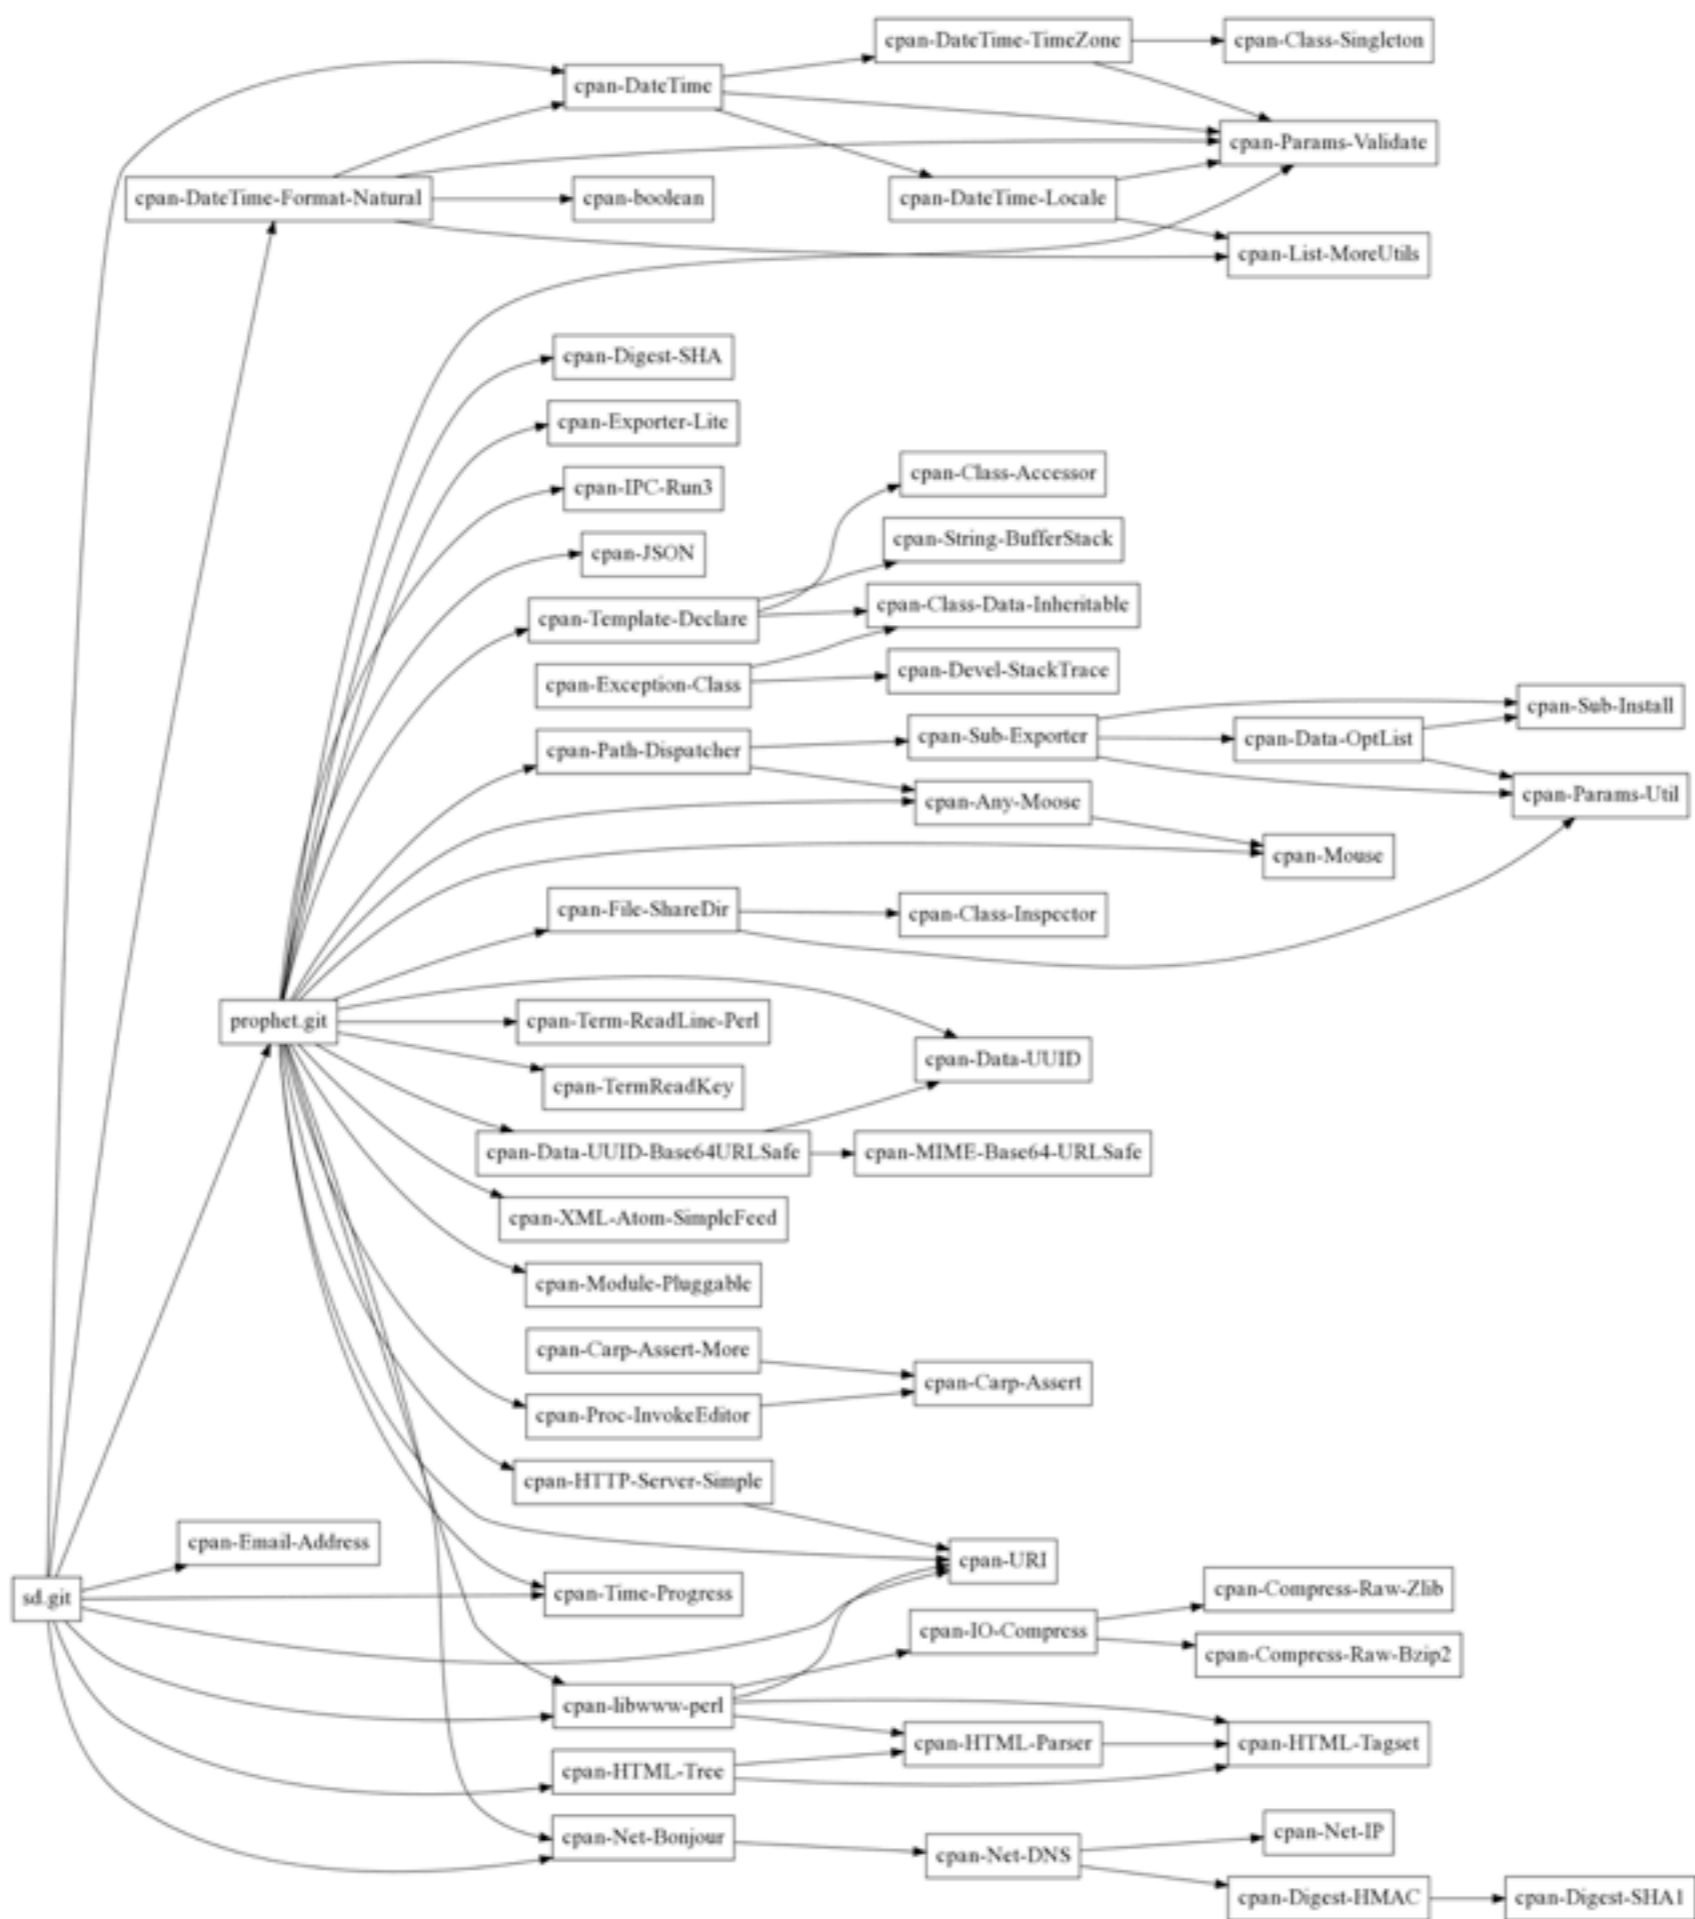 cpan-DateTime-TimeZone
cpan-Class-Singleton
cpan-DateTime
cpan-Params-Validate
cpan-DateTime-Format-Natural
cpan-boolean
cpan-DateTime-Locale
cpan-List-MoreUtils
cpan-Digest-SHA
cpan-Exporter-Lite
cpan-Class-Accessor
cpan-IPC-Run3
cpan-String-BufferStack
cpan-JSON
cpan-Class-Data-Inheritable
cpan-Template-Declare
cpan-Devel-StackTrace
cpan-Exception-Class
cpan-Sub-Install
cpan-Sub-Exporter
cpan-Data-OptList
cpan-Path-Dispatcher
cpan-Params-Util
cpan-Any-Moose
cpan-Mouse
cpan-File-ShareDir
cpan-Class-Inspector
prophet.git
cpan-Term-ReadLine-Perl
cpan-Data-UUID
cpan-TermReadKey
cpan-Data-UUID-Base64URLSafe
cpan-MIME-Base64-URLSafe
cpan-XML-Atom-SimpleFeed
cpan-Module-Pluggable
cpan-Carp-Assert-More
cpan-Carp-Assert
cpan-Proc-InvokeEditor
cpan-HTTP-Server-Simple
cpan-Email-Address
cpan-URI
sd.git
cpan-Time-Progress
cpan-Compress-Raw-Zlib
cpan-IO-Compress
cpan-Compress-Raw-Bzip2
cpan-libwww-perl
cpan-HTML-Parser
cpan-HTML-Tagset
cpan-HTML-Tree
cpan-Net-Bonjour
cpan-Net-IP
cpan-Net-DNS
cpan-Digest-HMAC
cpan-Digest-SHA1